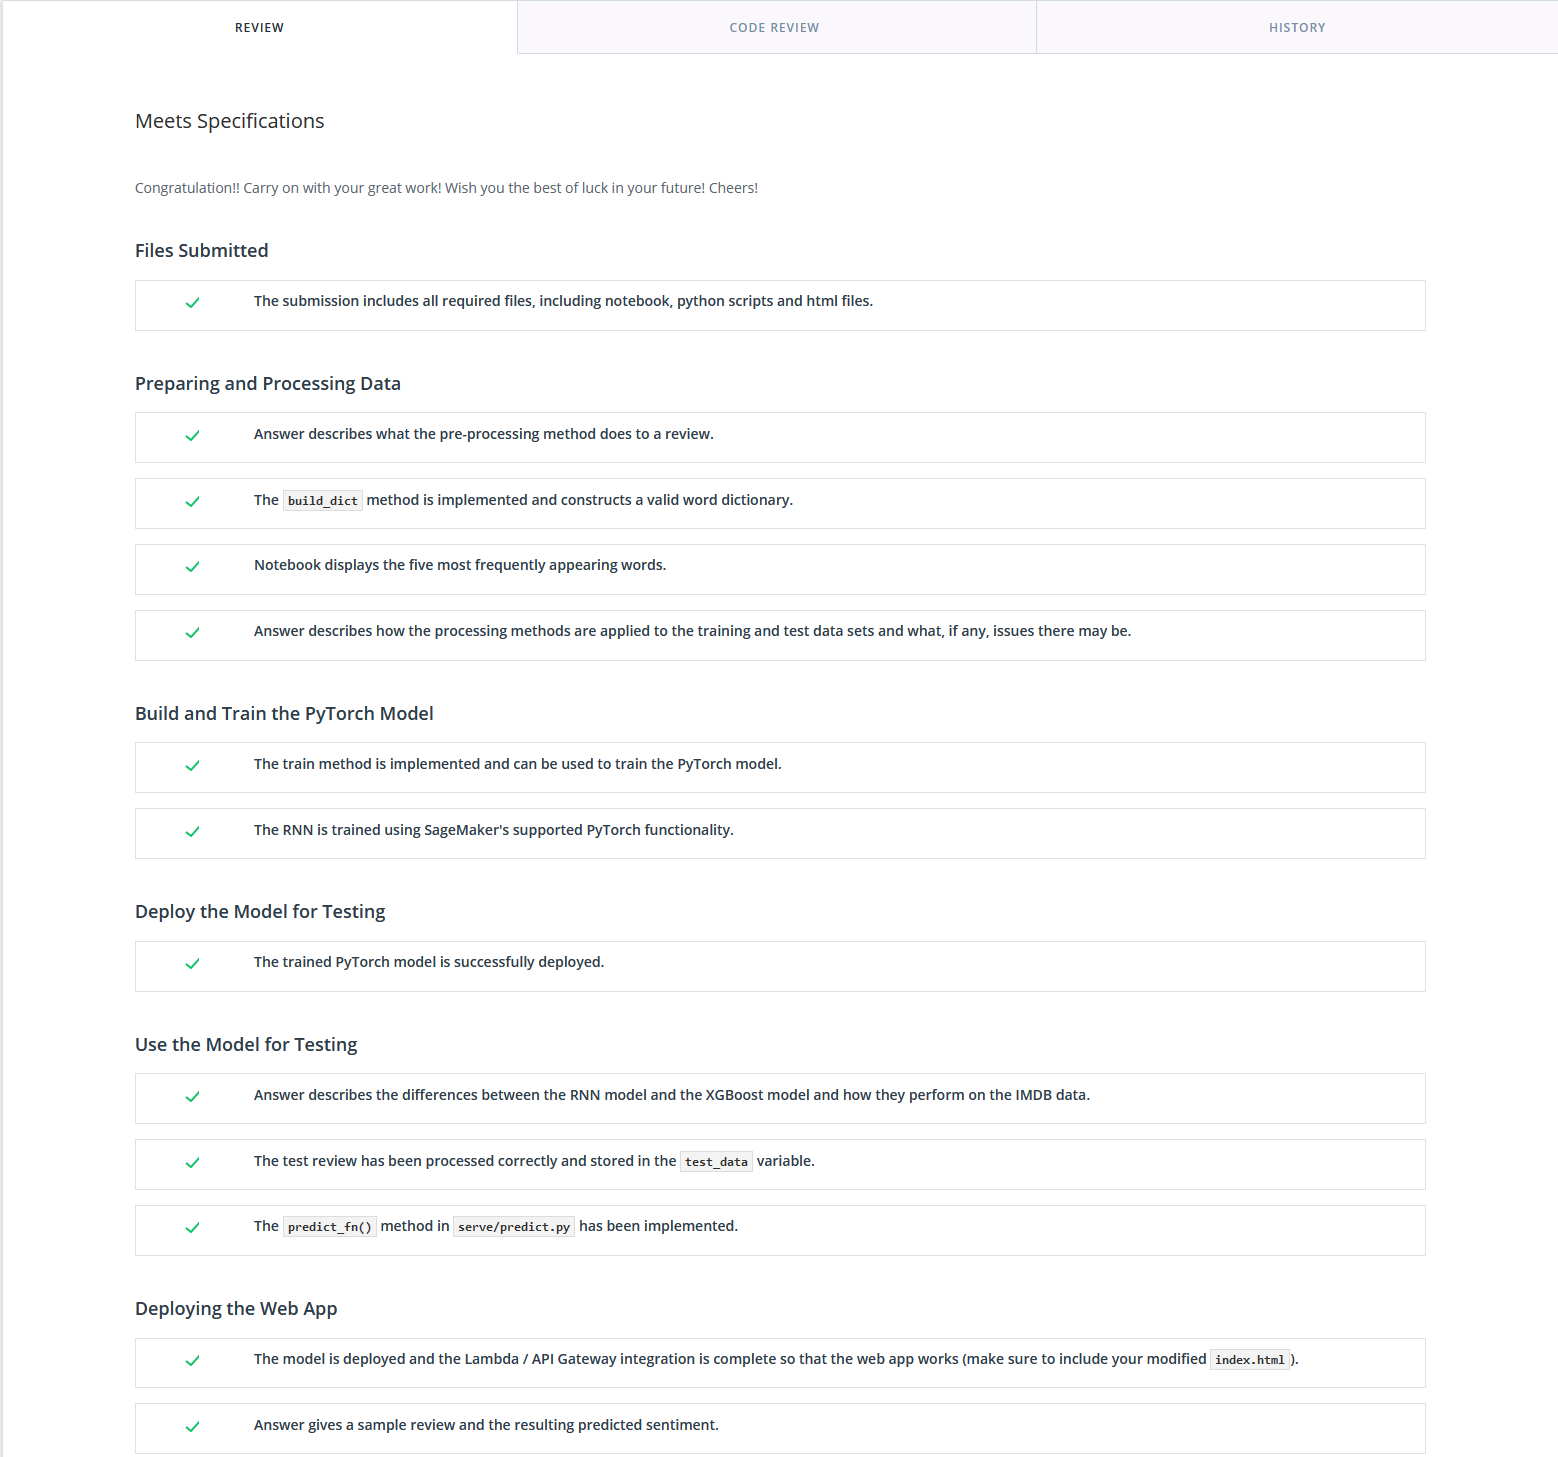 REVIEW
CODE REVIEW
HISTORY
Meets Specifications
Congratulation!! Carry on with your great work! Wish you the best of luck in your future! Cheers!
Files Submitted
The submission includes all required files, including notebook, python scripts and html files.
Preparing and Processing Data
Answer describes what the pre-processing method does to a review.
The build_dict method is implemented and constructs a valid word dictionary.
Notebook displays the five most frequently appearing words.
Answer describes how the processing methods are applied to the training and test data sets and what, if any, issues there may be.
Build and Train the PyTorch Model
The train method is implemented and can be used to train the PyTorch model.
The RNN is trained using SageMaker's supported PyTorch functionality.
Deploy the Model for Testing
The trained PyTorch model is successfully deployed.
Use the Model for Testing
Answer describes the differences between the RNN model and the XGBoost model and how they perform on the IMDB data.
The test review has been processed correctly and stored in the test_data variable.
The predict_fn() method in serve/predict.py has been implemented.
Deploying the Web App
The model is deployed and the Lambda / API Gateway integration is complete so that the web app works (make sure to include your modified index.html).
Answer gives a sample review and the resulting predicted sentiment.